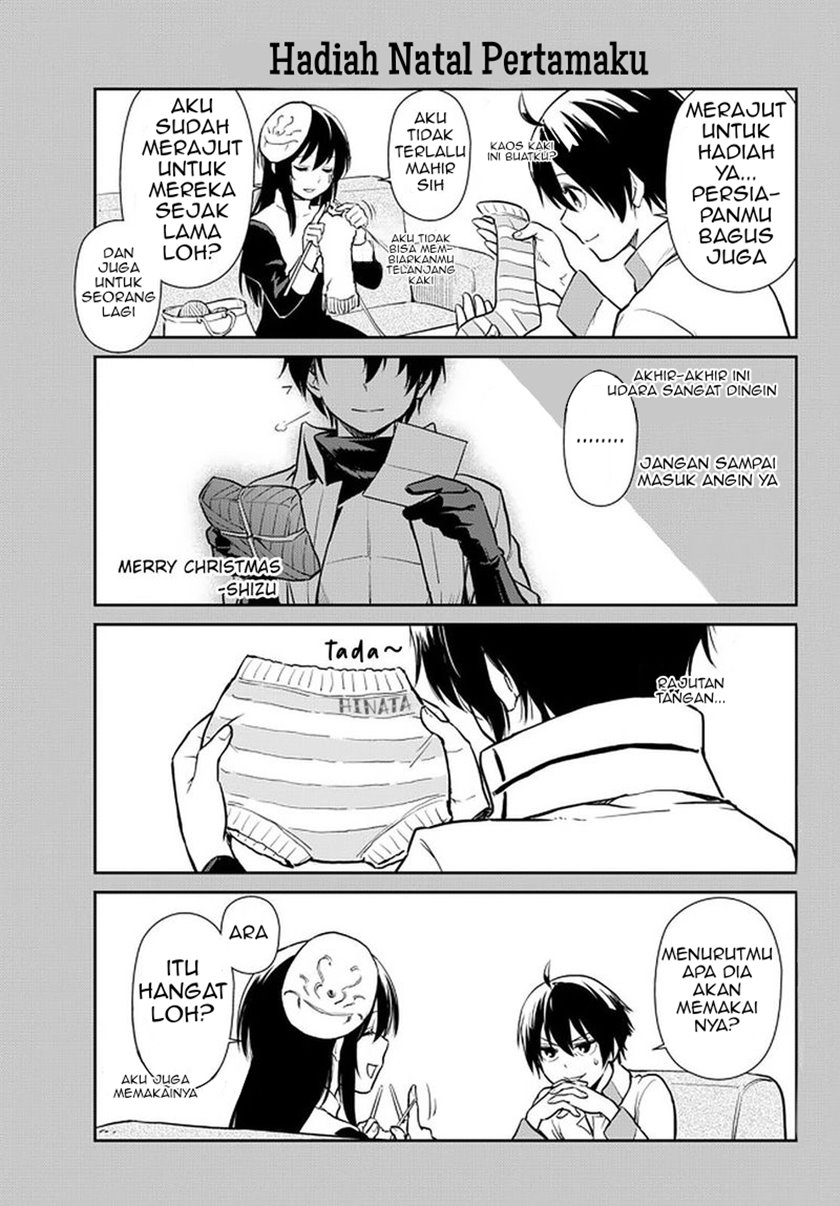 Hadiah Natal Pertamaku
MERAJUT
UNTUK
HADIAH
YA...
PERSIA-
PANMU
BAGUS
JUGA
KAOS KAKI
INI BUATKU?
AKU
TIDAK
TERLALU
MAHIR
SIH
AKU TIDAK
BISA MEM-
BIARKANMU
TELANJANG
KAKI
AKU
SUDAH
MERAJUT
UNTUK
MEREKA
SEJAK
LAMA
LOH?
DAN
JUGA
UNTUK
SEORANG
LAGI
AKHIR-AKHIR INI
UDARA SANGAT DINGIN
........
JANGAN SAMPAI
MASUK ANGIN YA
MERRY CHRISTMAS
-SHIZU
tada~
HINATA
RAJUTAN
TANGAN...
MENURUTMU
APA DIA
AKAN
MEMAKAI
NYA?
ARA
ITU
HANGAT
LOH?
AKU JUGA
MEMAKAINYA